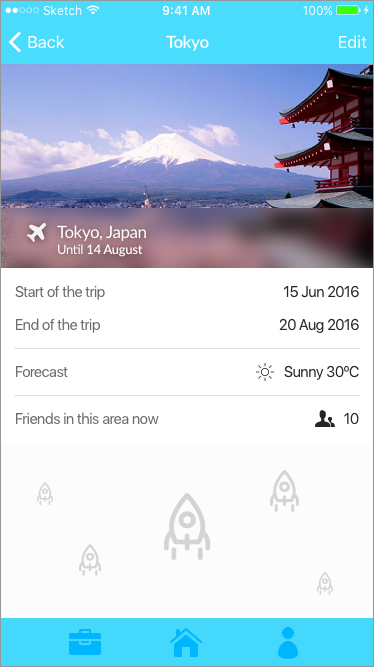 Sketch 9:41 AM 100%
Back Tokyo Edit
Tokyo, Japan
Until 14 August
Start of the trip 15 Jun 2016
End of the trip 20 Aug 2016
Forecast Sunny 30ºC
Friends in this area now 10